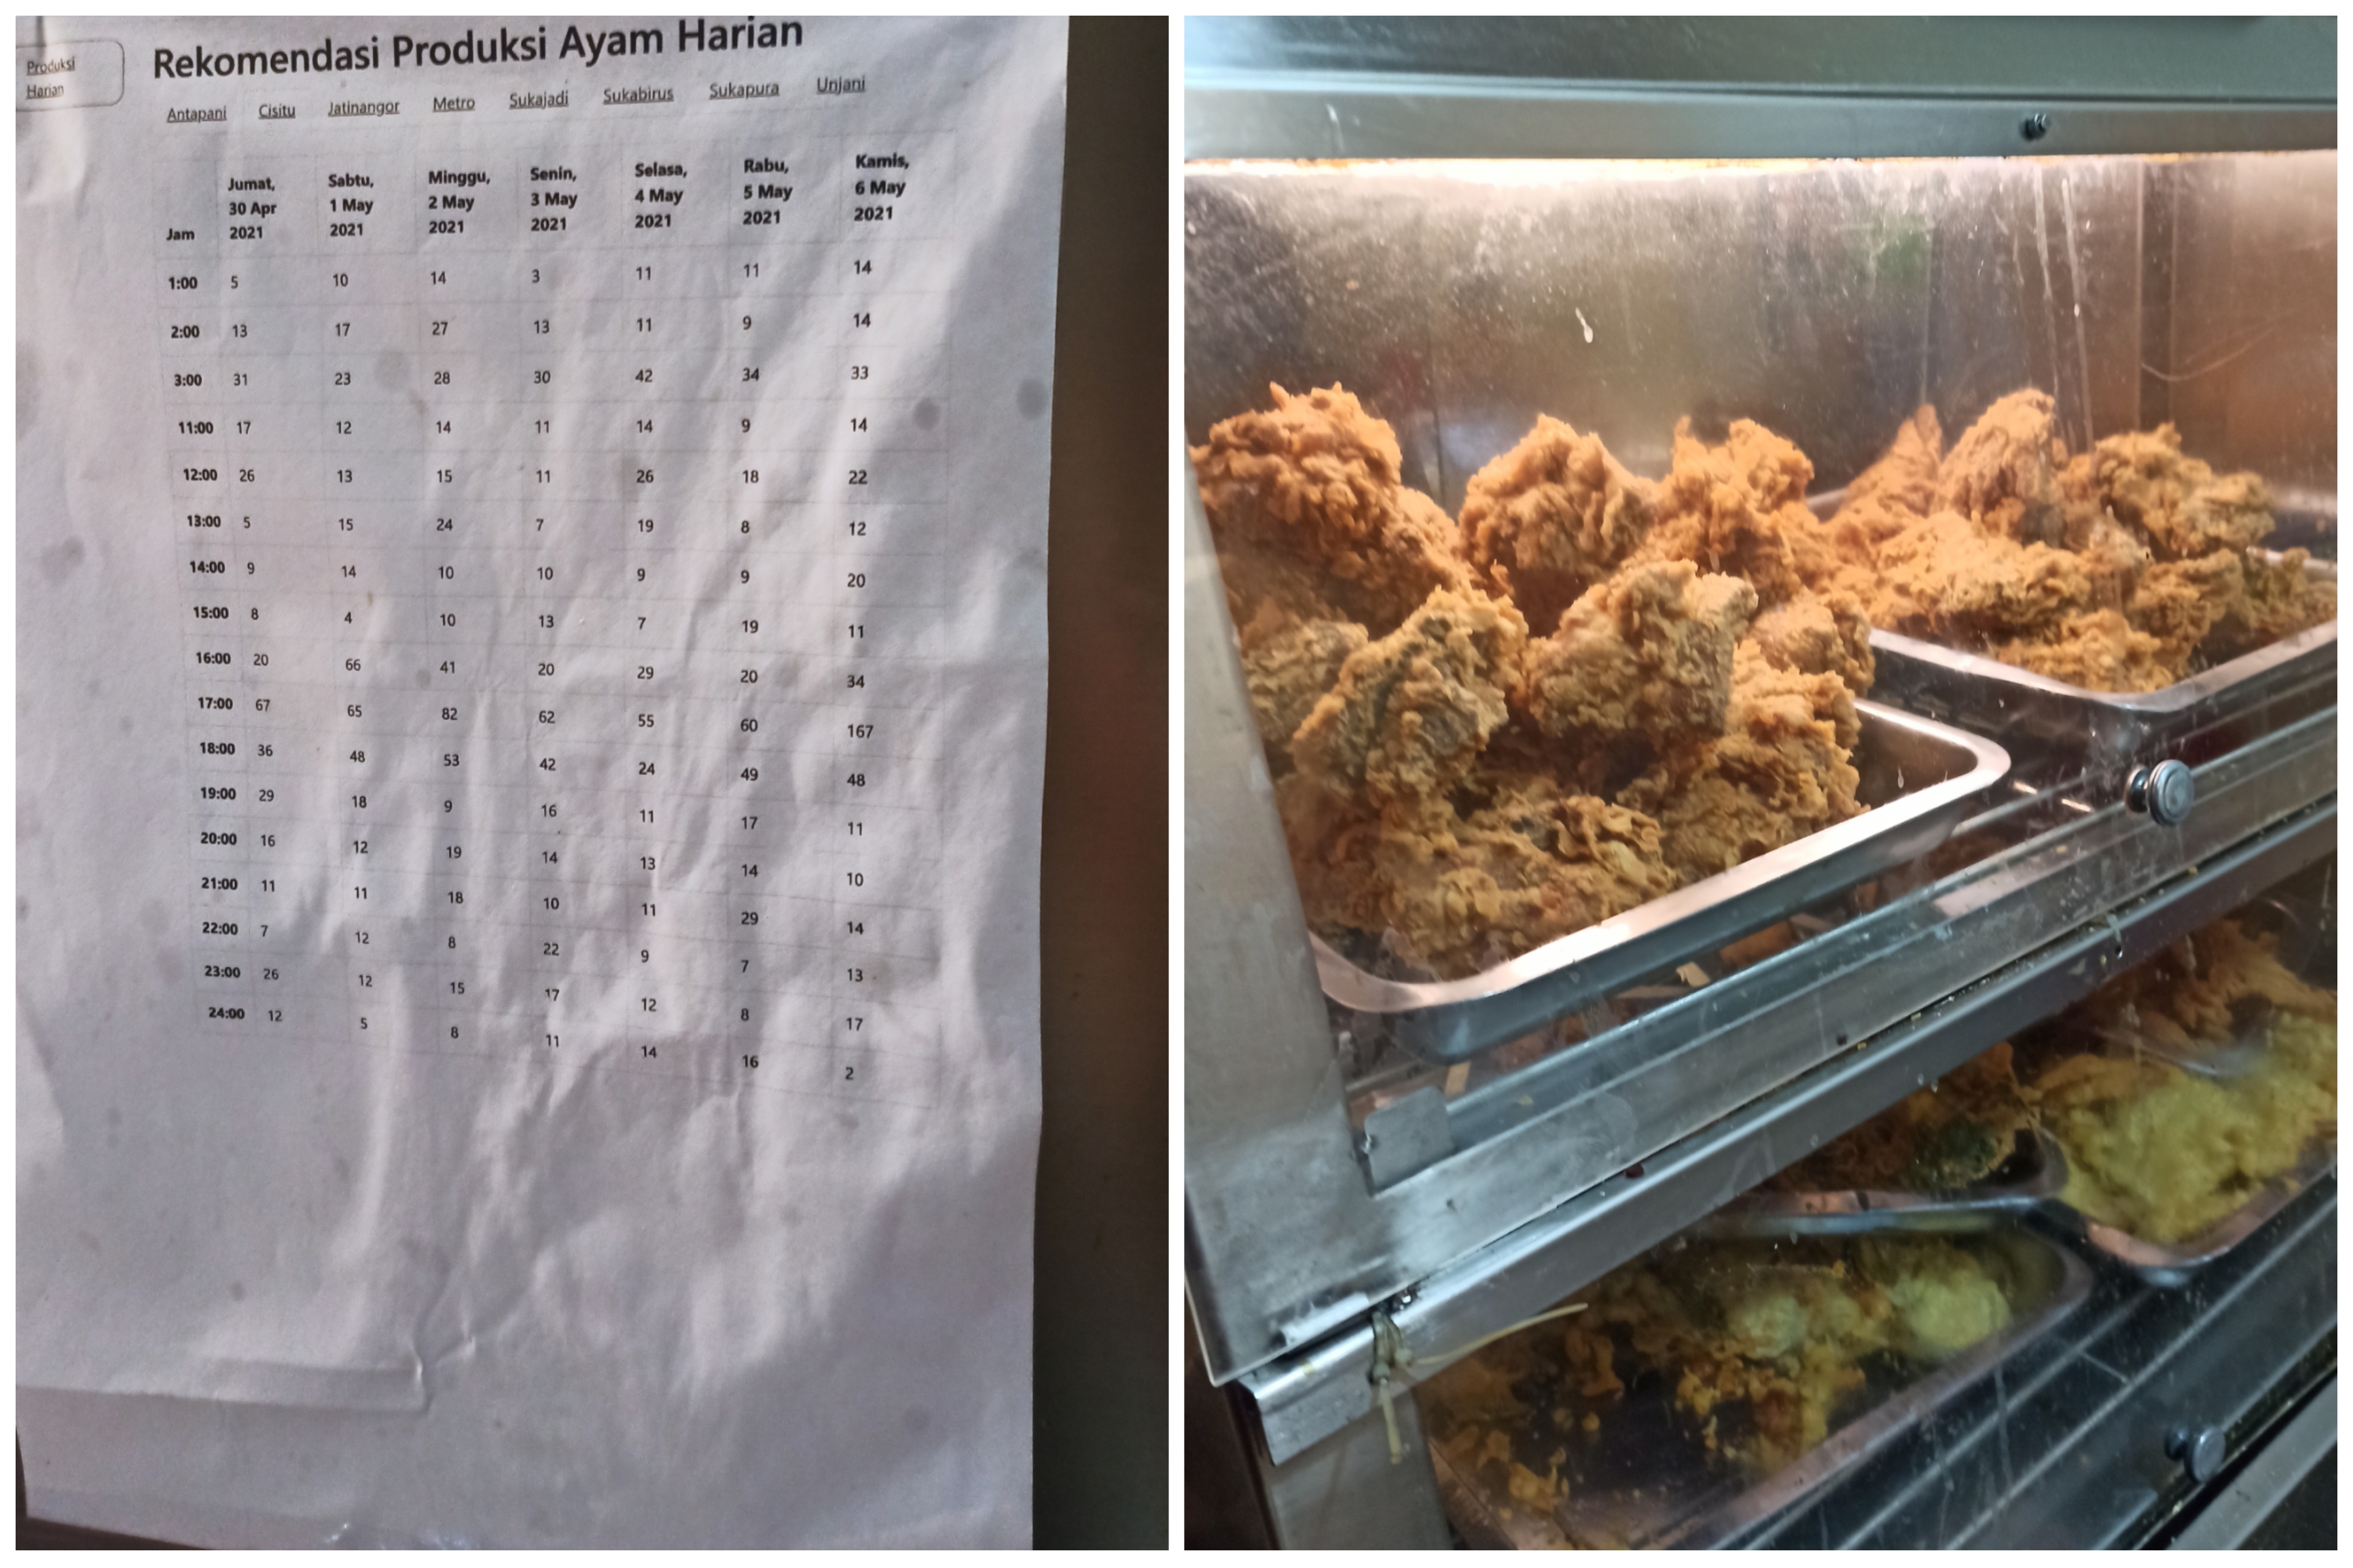 Produksi
Harian
Rekomendasi Produksi Ayam Harian
Antapani Cisitu Jatinangor Metro Sukajadi Sukabirus Sukapura Unjani
Jam Jumat, 30 Apr 2021 Sabtu, 1 May 2021 Minggu, 2 May 2021 Senin, 3 May 2021 Selasa, 4 May 2021 Rabu, 5 May 2021 Kamis, 6 May 2021
1:00 5 10 14 3 11 11 14
2:00 13 17 27 13 11 9 14
3:00 31 23 28 30 42 34 33
11:00 17 12 14 11 14 9 14
12:00 26 13 15 11 26 18 22
13:00 5 15 24 7 19 8 12
14:00 9 14 10 10 9 9 20
15:00 8 4 10 13 7 19 11
16:00 20 66 41 20 29 20 34
17:00 67 65 82 62 55 60 167
18:00 36 48 53 42 24 49 48
19:00 29 18 9 16 11 17 11
20:00 16 12 19 14 13 14 10
21:00 11 11 18 10 11 29 14
22:00 7 12 8 22 9 7 13
23:00 26 12 15 17 12 8 17
24:00 12 5 8 11 14 16 2